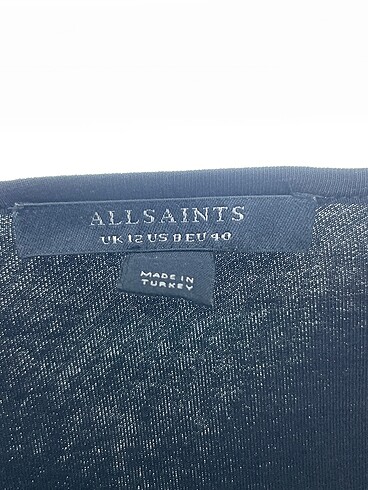 ALLSAINTS
UK 12 US 8 EU 40
MADE IN
TURKEY